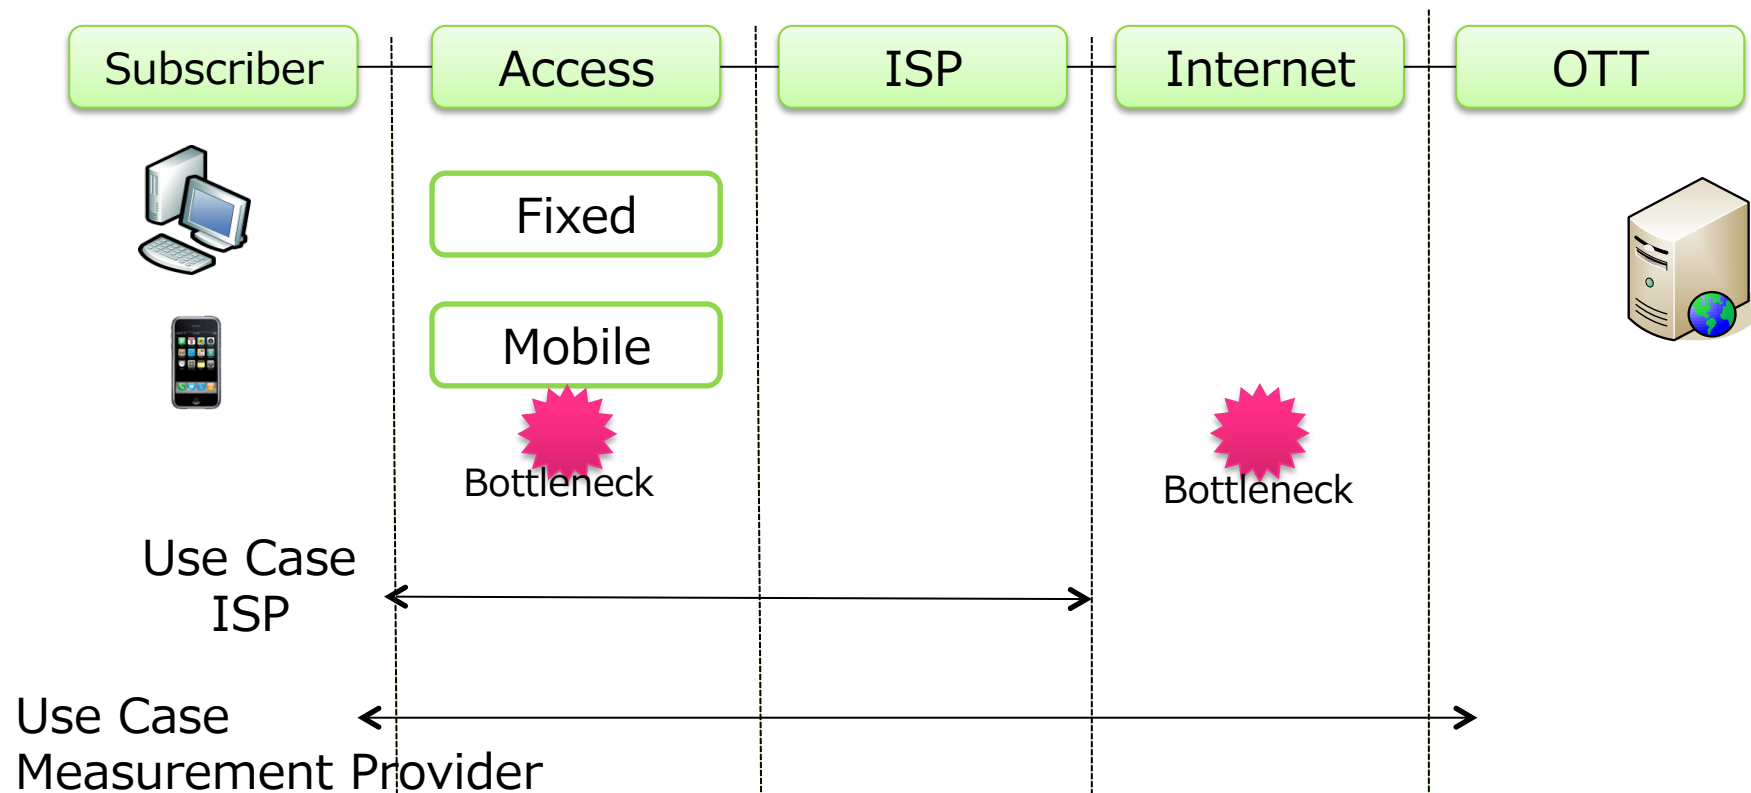 Subscriber
Access
ISP
Internet
OTT
Fixed
Mobile
Bottleneck
Bottleneck
Use Case
ISP
Use Case
Measurement Provider